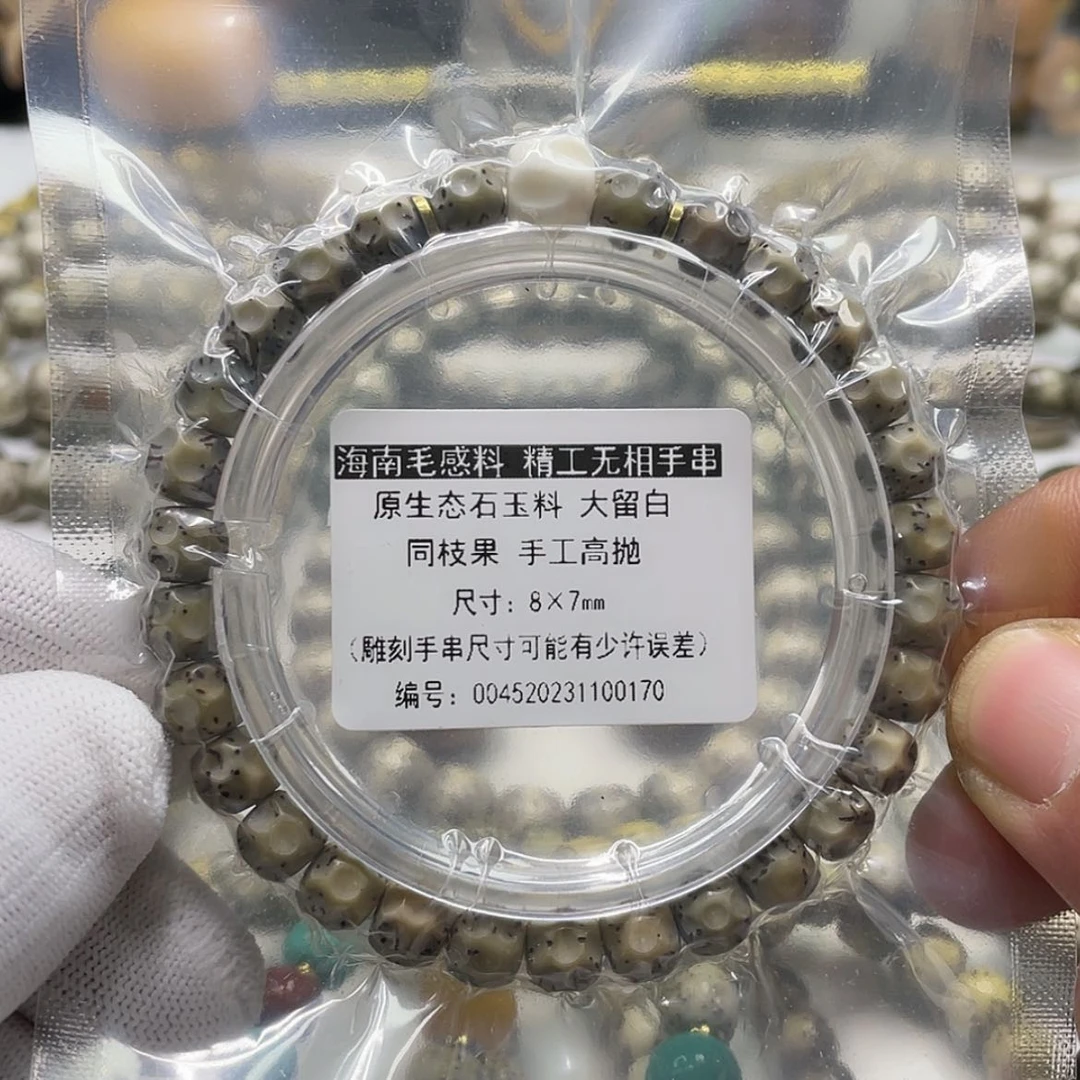 海南毛感料 精工无相手串
原生态石玉料 大留白
同枝果 手工高抛
尺寸：8×7mm
（雕刻手串尺寸可能有少许误差）
编号：004520231100170